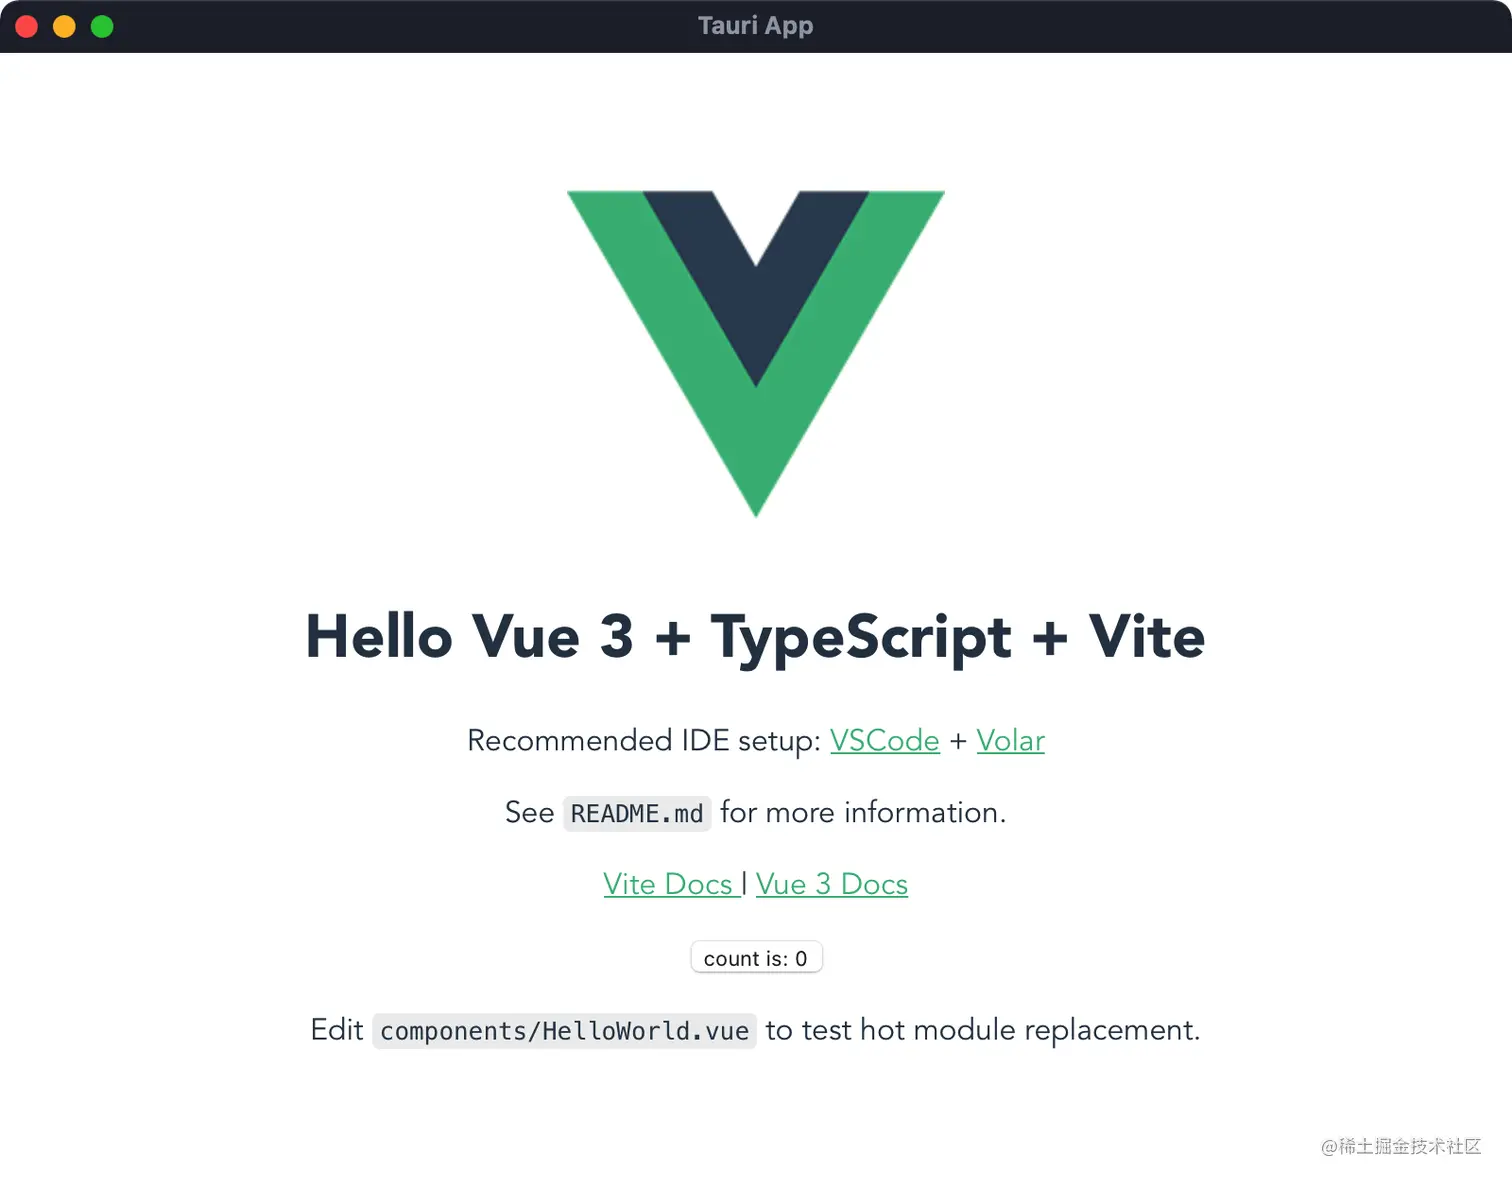 Tauri App
Hello Vue 3 + TypeScript + Vite
Recommended IDE setup: VSCode + Volar
See README.md for more information.
Vite Docs | Vue 3 Docs
count is: 0
Edit components/HelloWorld.vue to test hot module replacement.
@稀土掘金技术社区